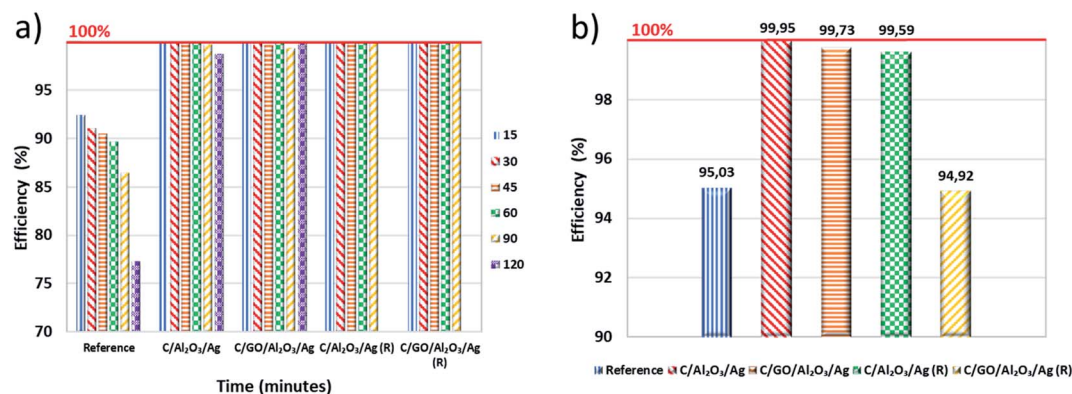 a)
100%
95
90
85
80
75
70
Efficiency (%)
15
30
45
60
90
120
Reference
C/Al₂O₃/Ag
C/GO/Al₂O₃/Ag
C/Al₂O₃/Ag (R)
C/GO/Al₂O₃/Ag
(R)
Time (minutes)
b)
100%
98
96
94
92
90
Efficiency (%)
95,03
99,95
99,73
99,59
94,92
Reference
C/Al₂O₃/Ag
C/GO/Al₂O₃/Ag
C/Al₂O₃/Ag (R)
C/GO/Al₂O₃/Ag (R)